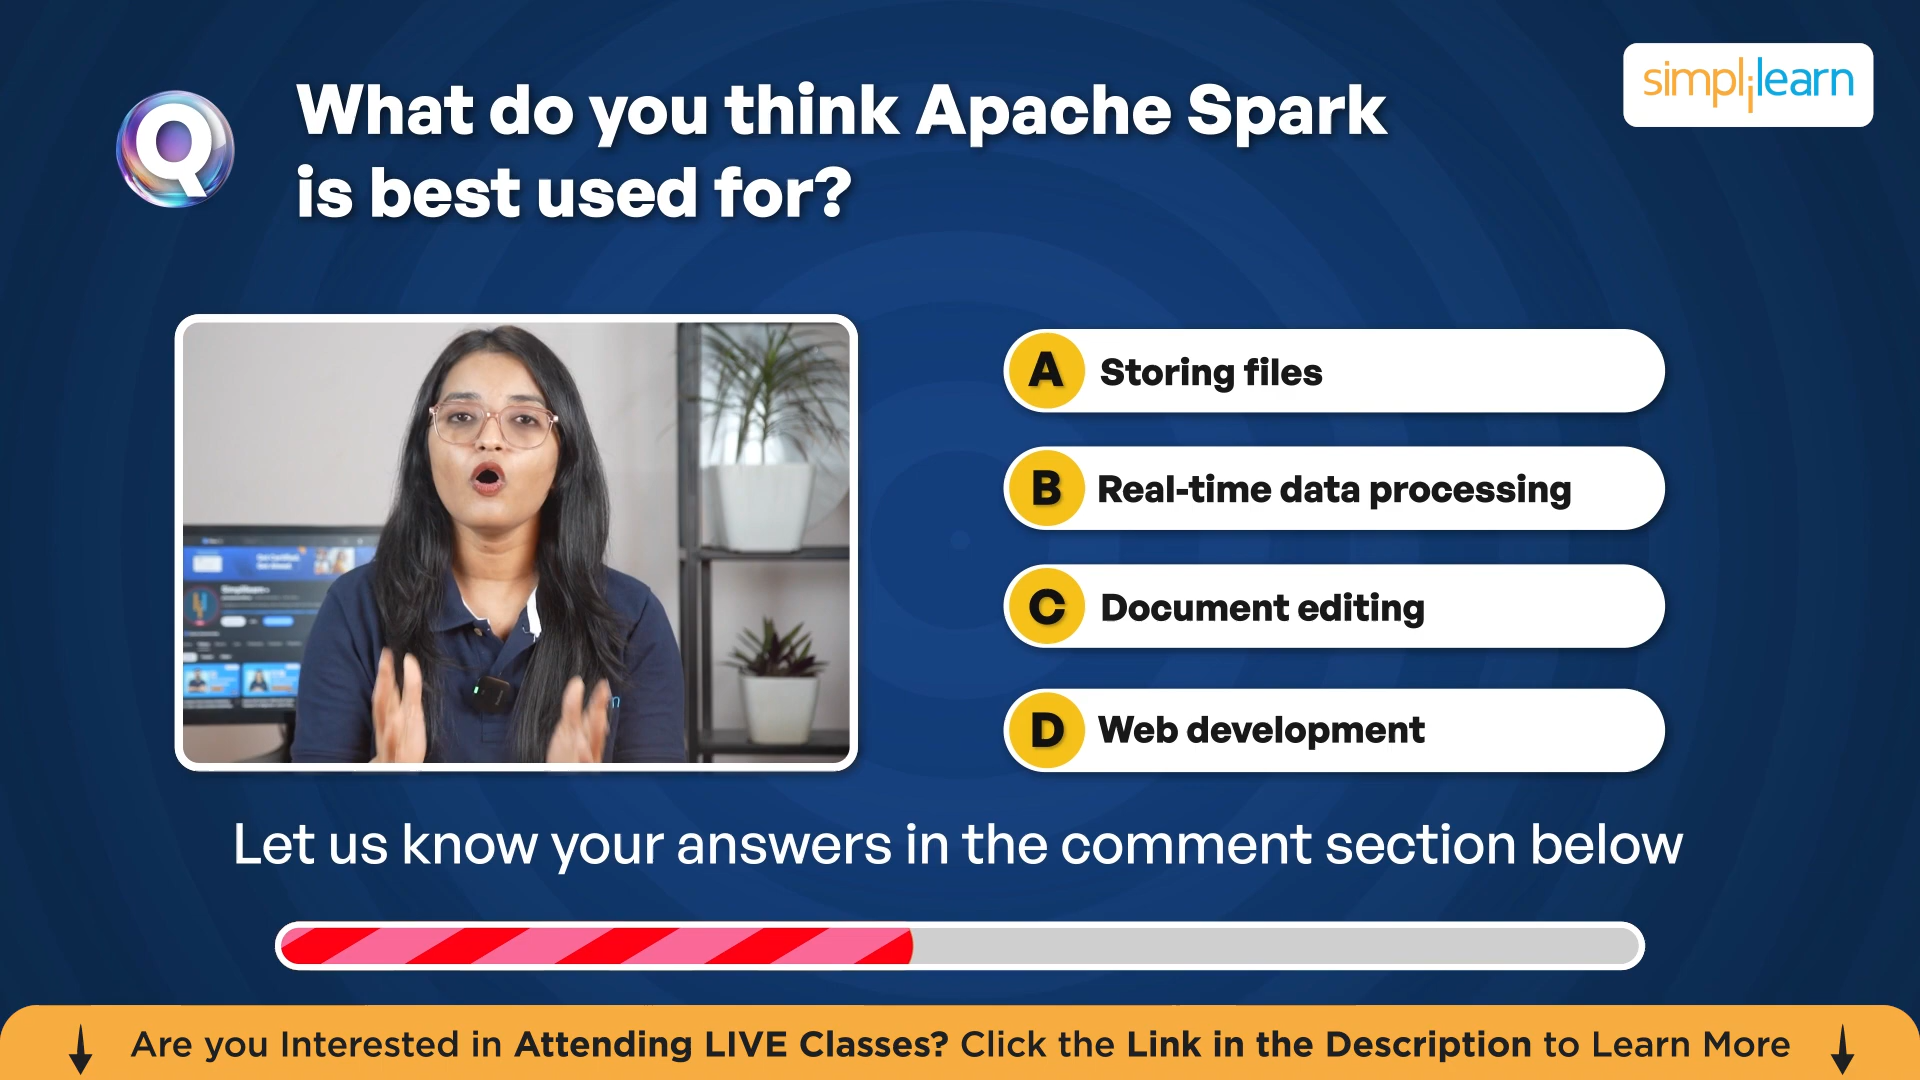 Q
What do you think Apache Spark
is best used for?
simplilearn
A Storing files
B Real-time data processing
C Document editing
D Web development
Let us know your answers in the comment section below
Are you Interested in Attending LIVE Classes? Click the Link in the Description to Learn More